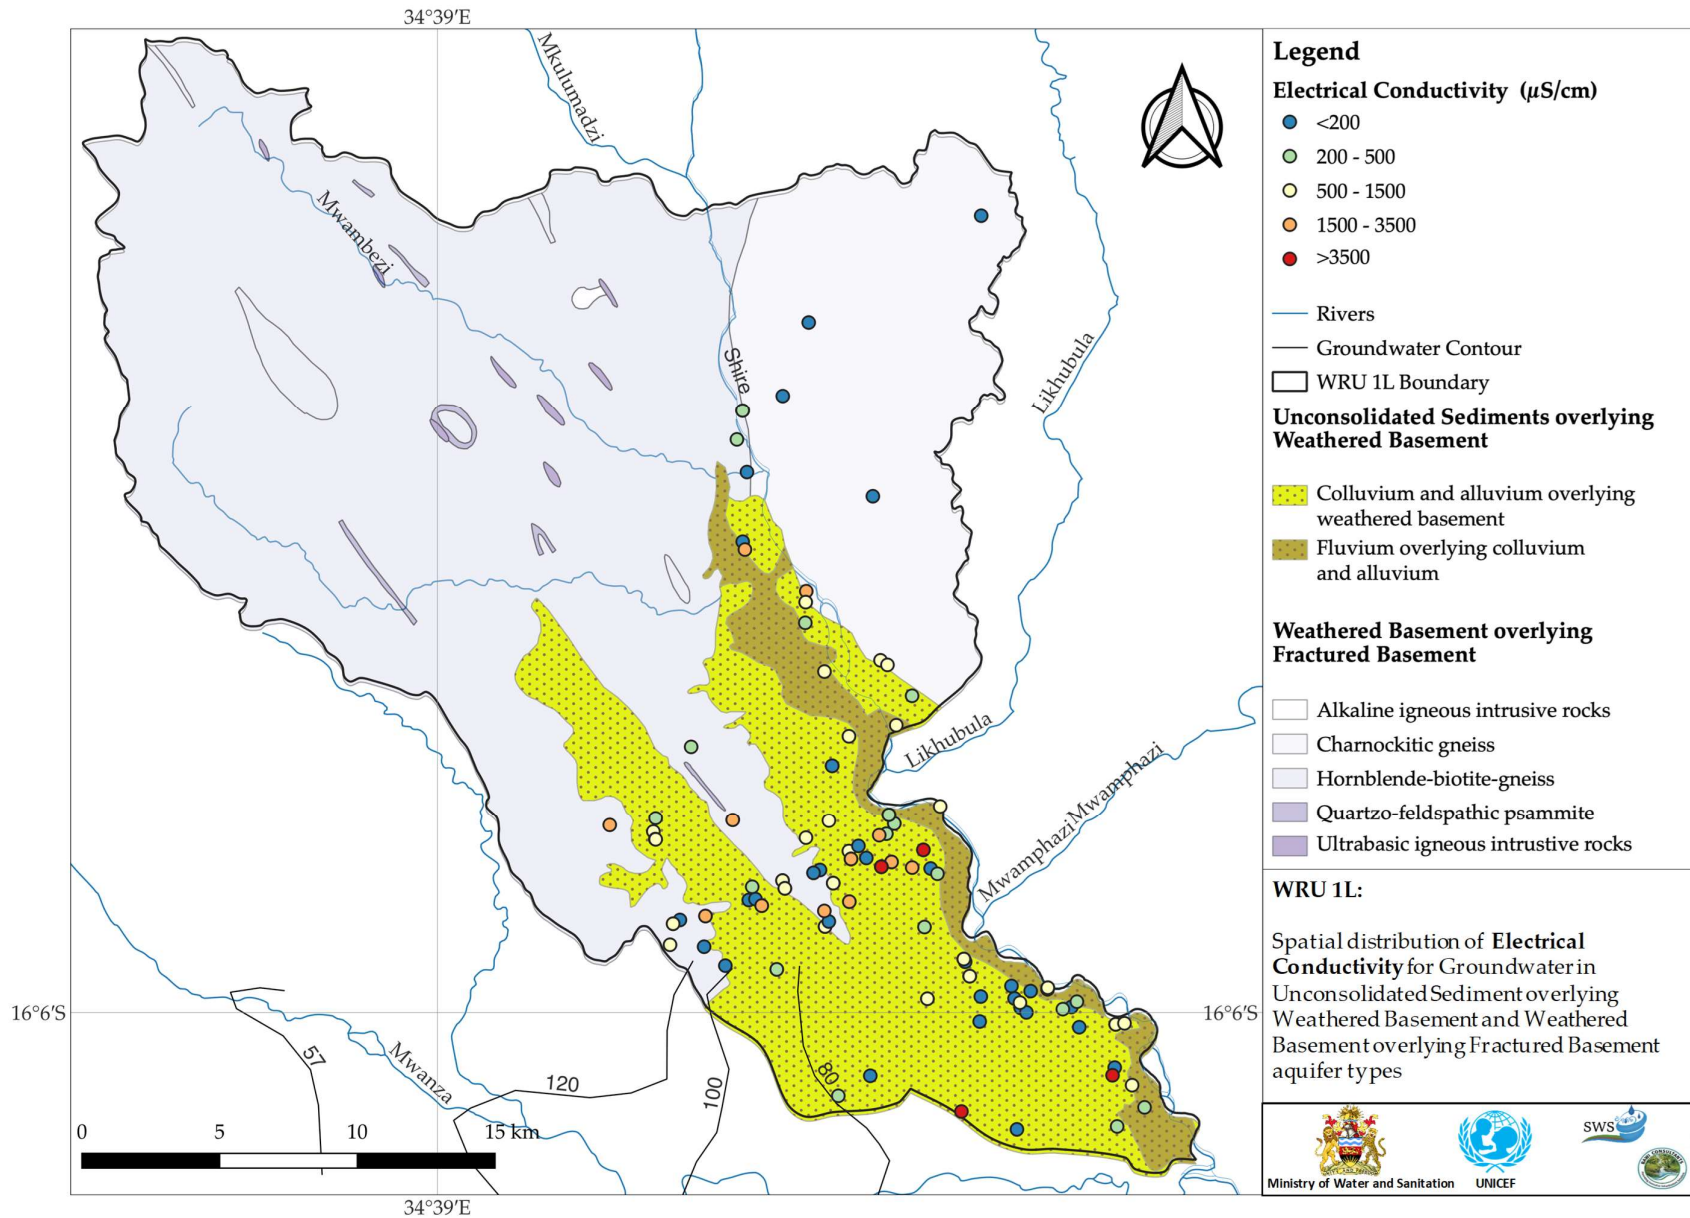 34°39′E
Mkulumadzi
Mwambezi
Shire
Likhubula
Likhubula
Mwamphazi
Mwamphazi
16°6′S
16°6′S
Mwanza
57
120
100
80
0 5 10 15 km
34°39′E
Legend
Electrical Conductivity (µS/cm)
<200
200 - 500
500 - 1500
1500 - 3500
>3500
Rivers
Groundwater Contour
WRU 1L Boundary
Unconsolidated Sediments overlying
Weathered Basement
Colluvium and alluvium overlying
weathered basement
Fluvium overlying colluvium
and alluvium
Weathered Basement overlying
Fractured Basement
Alkaline igneous intrusive rocks
Charnockitic gneiss
Hornblende-biotite-gneiss
Quartzo-feldspathic psammite
Ultrabasic igneous intrustive rocks
WRU 1L:
Spatial distribution of Electrical
Conductivity for Groundwater in
Unconsolidated Sediment overlying
Weathered Basement and Weathered
Basement overlying Fractured Basement
aquifer types
Ministry of Water and Sanitation
UNICEF
SWS